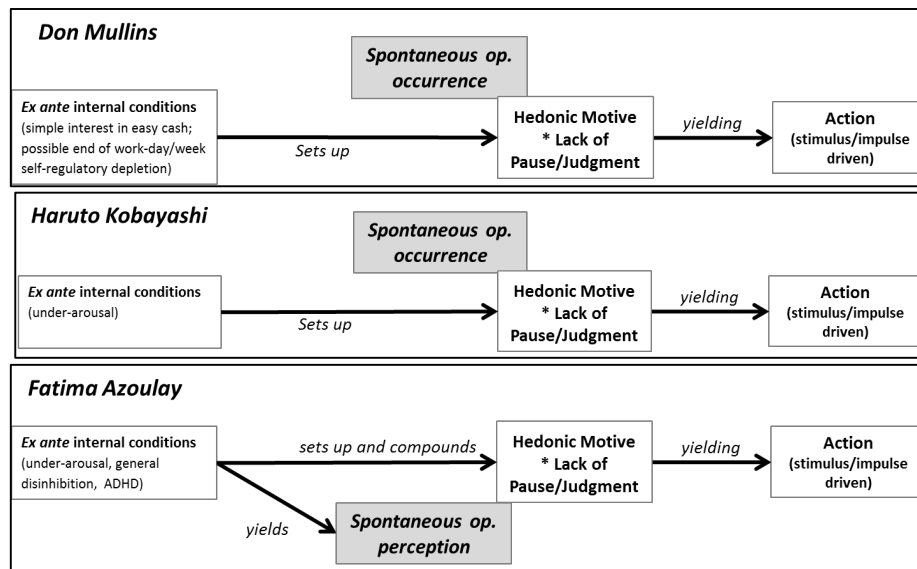 Don Mullins
Spontaneous op.
occurrence
Ex ante internal conditions
(simple interest in easy cash;
possible end of work-day/week
self-regulatory depletion)
Sets up
Hedonic Motive
* Lack of
Pause/Judgment
yielding
Action
(stimulus/impulse
driven)
Haruto Kobayashi
Spontaneous op.
occurrence
Ex ante internal conditions
(under-arousal)
Sets up
Hedonic Motive
* Lack of
Pause/Judgment
yielding
Action
(stimulus/impulse
driven)
Fatima Azoulay
Ex ante internal conditions
(under-arousal, general
disinhibition, ADHD)
sets up and compounds
Hedonic Motive
* Lack of
Pause/Judgment
yielding
Action
(stimulus/impulse
driven)
yields
Spontaneous op.
perception